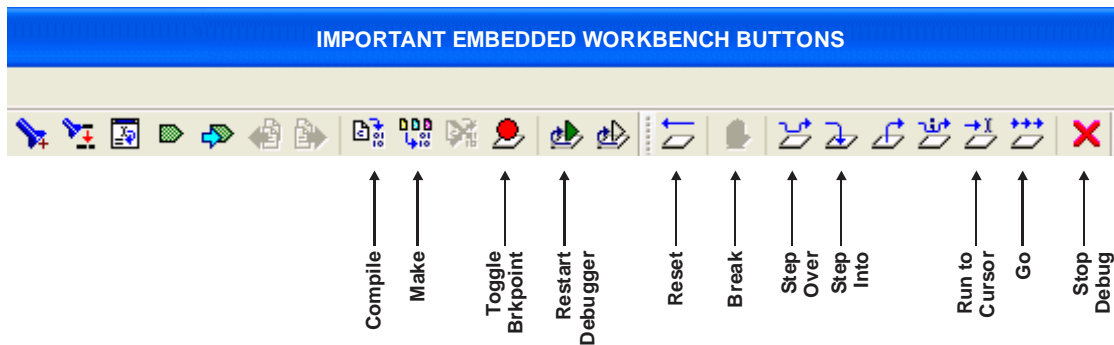 IMPORTANT EMBEDDED WORKBENCH BUTTONS
Compile
Make
Toggle
Brkpoint
Restart
Debugger
Reset
Break
Step
Over
Step
Into
Run to
Cursor
Go
Stop
Debug